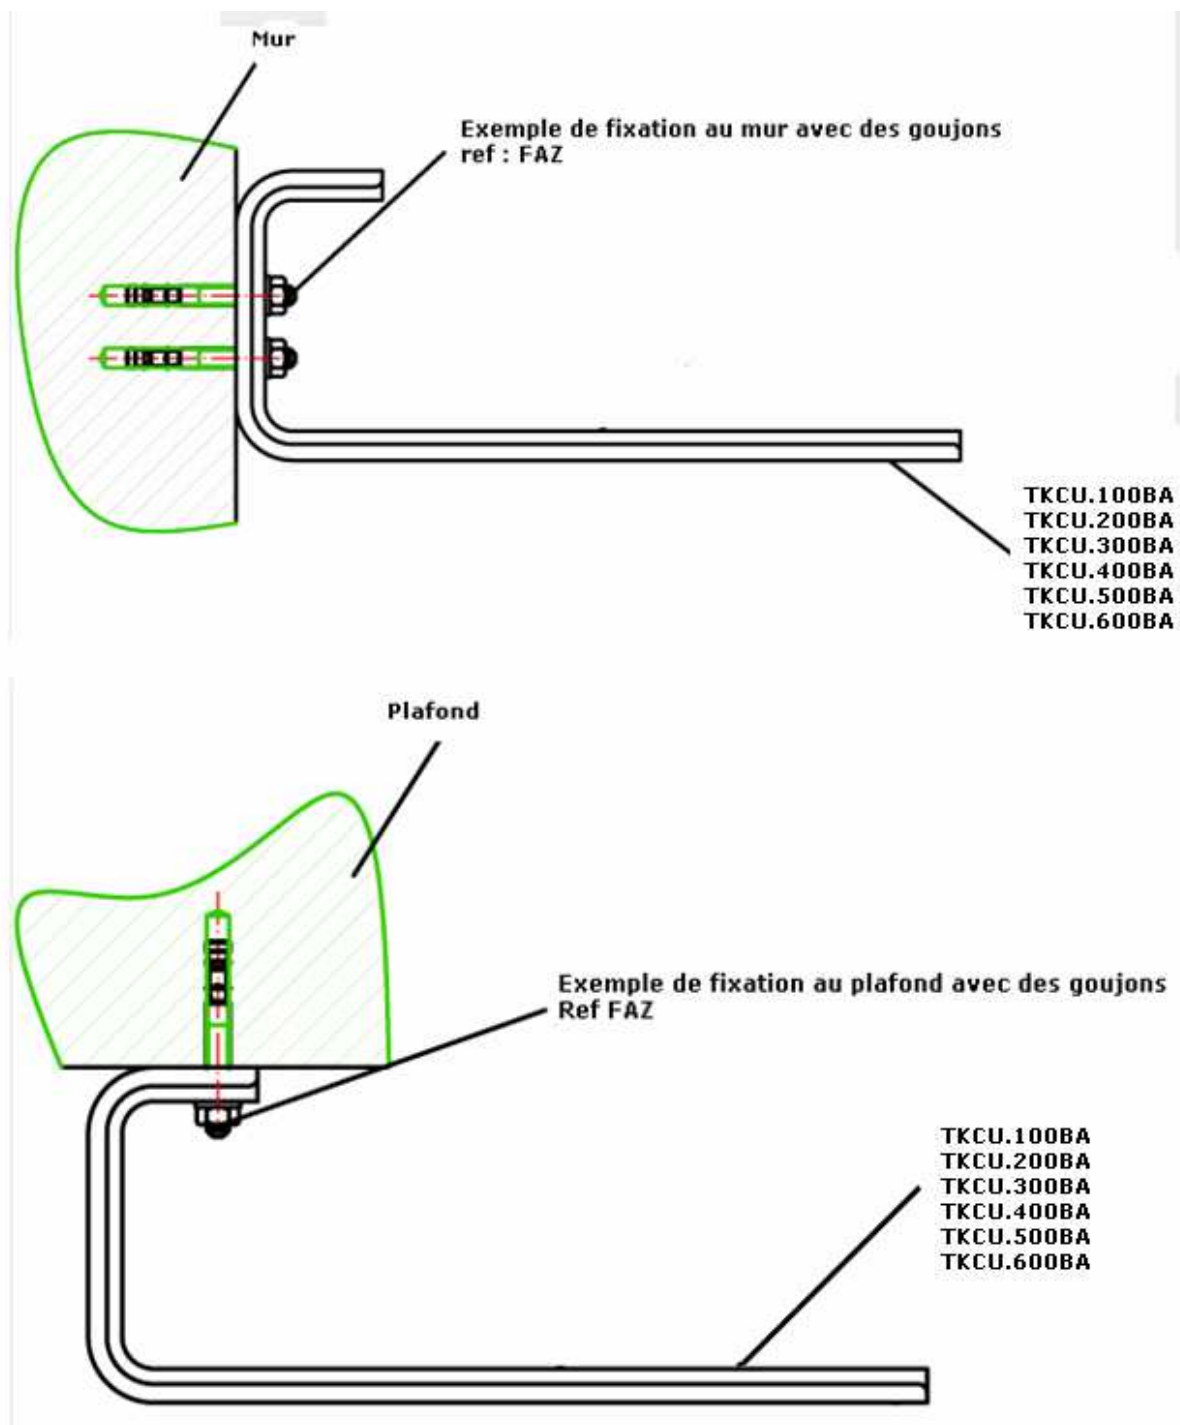 Mur
Exemple de fixation au mur avec des goujons
ref : FAZ
TKCU.100BA
TKCU.200BA
TKCU.300BA
TKCU.400BA
TKCU.500BA
TKCU.600BA
Plafond
Exemple de fixation au plafond avec des goujons
Ref FAZ
TKCU.100BA
TKCU.200BA
TKCU.300BA
TKCU.400BA
TKCU.500BA
TKCU.600BA